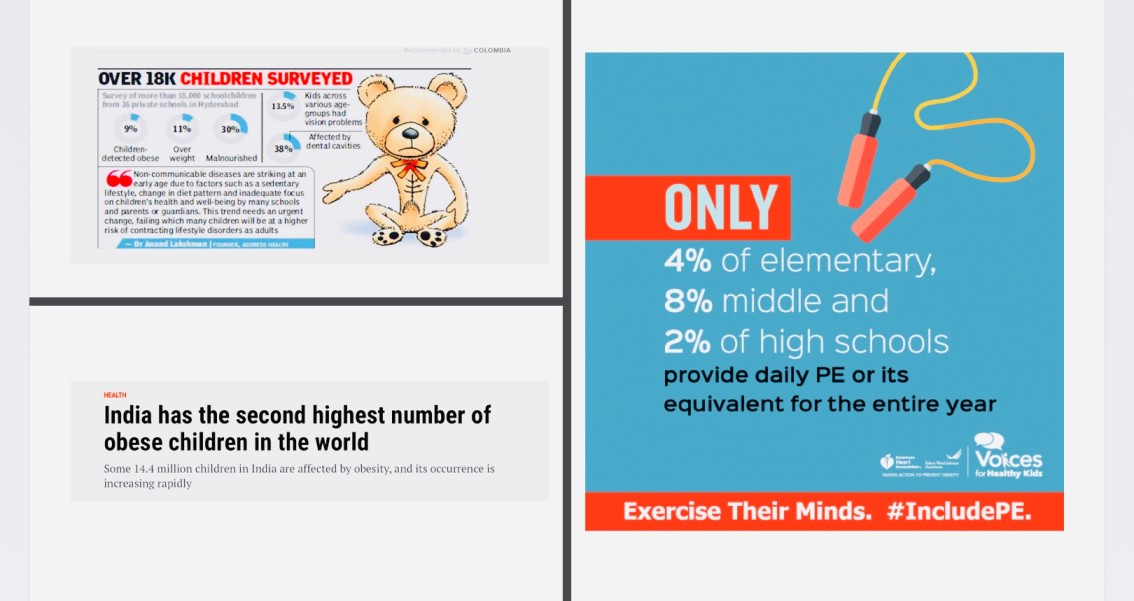 Recommended by COLOMBIA
OVER 18K CHILDREN SURVEYED
Survey of more than 18,000 schoolchildren
from 36 private schools in Hyderabad
9%
11%
30%
Children-
detected obese
Over
weight
Malnourished
13.5%
Kids across
various age-
groups had
vision problems
38%
Affected by
dental cavities
Non-communicable diseases are striking at an
early age due to factors such as a sedentary
lifestyle, change in diet pattern and inadequate focus
on children's health and well-being by many schools
and parents or guardians. This trend needs an urgent
change, failing which many children will be at a higher
risk of contracting lifestyle disorders as adults
— Dr Anand Lakshman | FOUNDER, ADDRESS HEALTH
HEALTH
India has the second highest number of
obese children in the world
Some 14.4 million children in India are affected by obesity, and its occurrence is
increasing rapidly
ONLY
4% of elementary,
8% middle and
2% of high schools
provide daily PE or its
equivalent for the entire year
American
Heart
Association
Robert Wood Johnson
Foundation
TAKING ACTION TO PREVENT OBESITY
Voices
for Healthy Kids
Exercise Their Minds. #IncludePE.